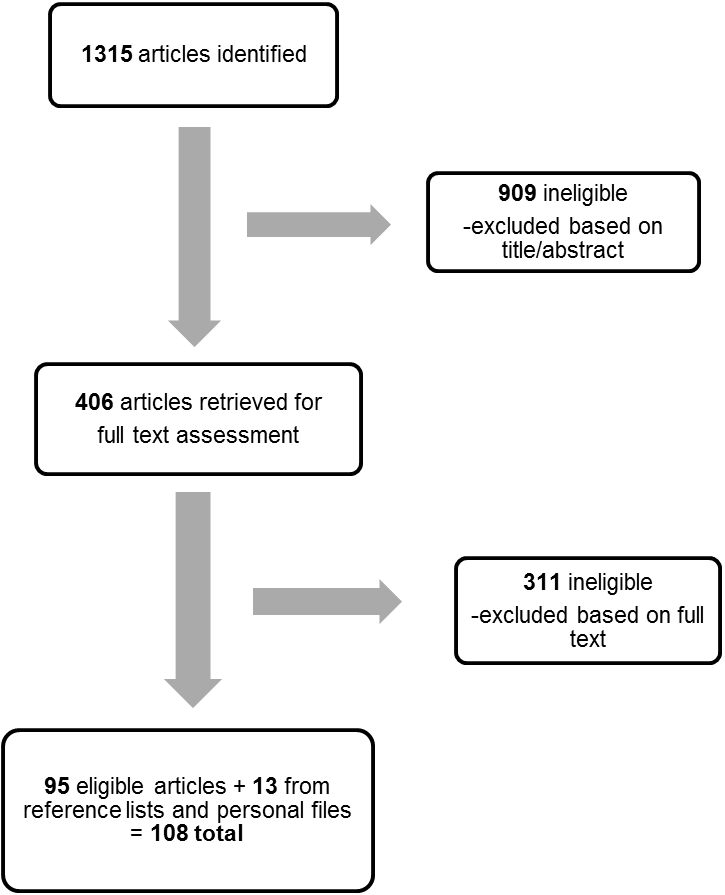 1315 articles identified
909 ineligible
-excluded based on
title/abstract
406 articles retrieved for
full text assessment
311 ineligible
-excluded based on full
text
95 eligible articles + 13 from
reference lists and personal files
= 108 total